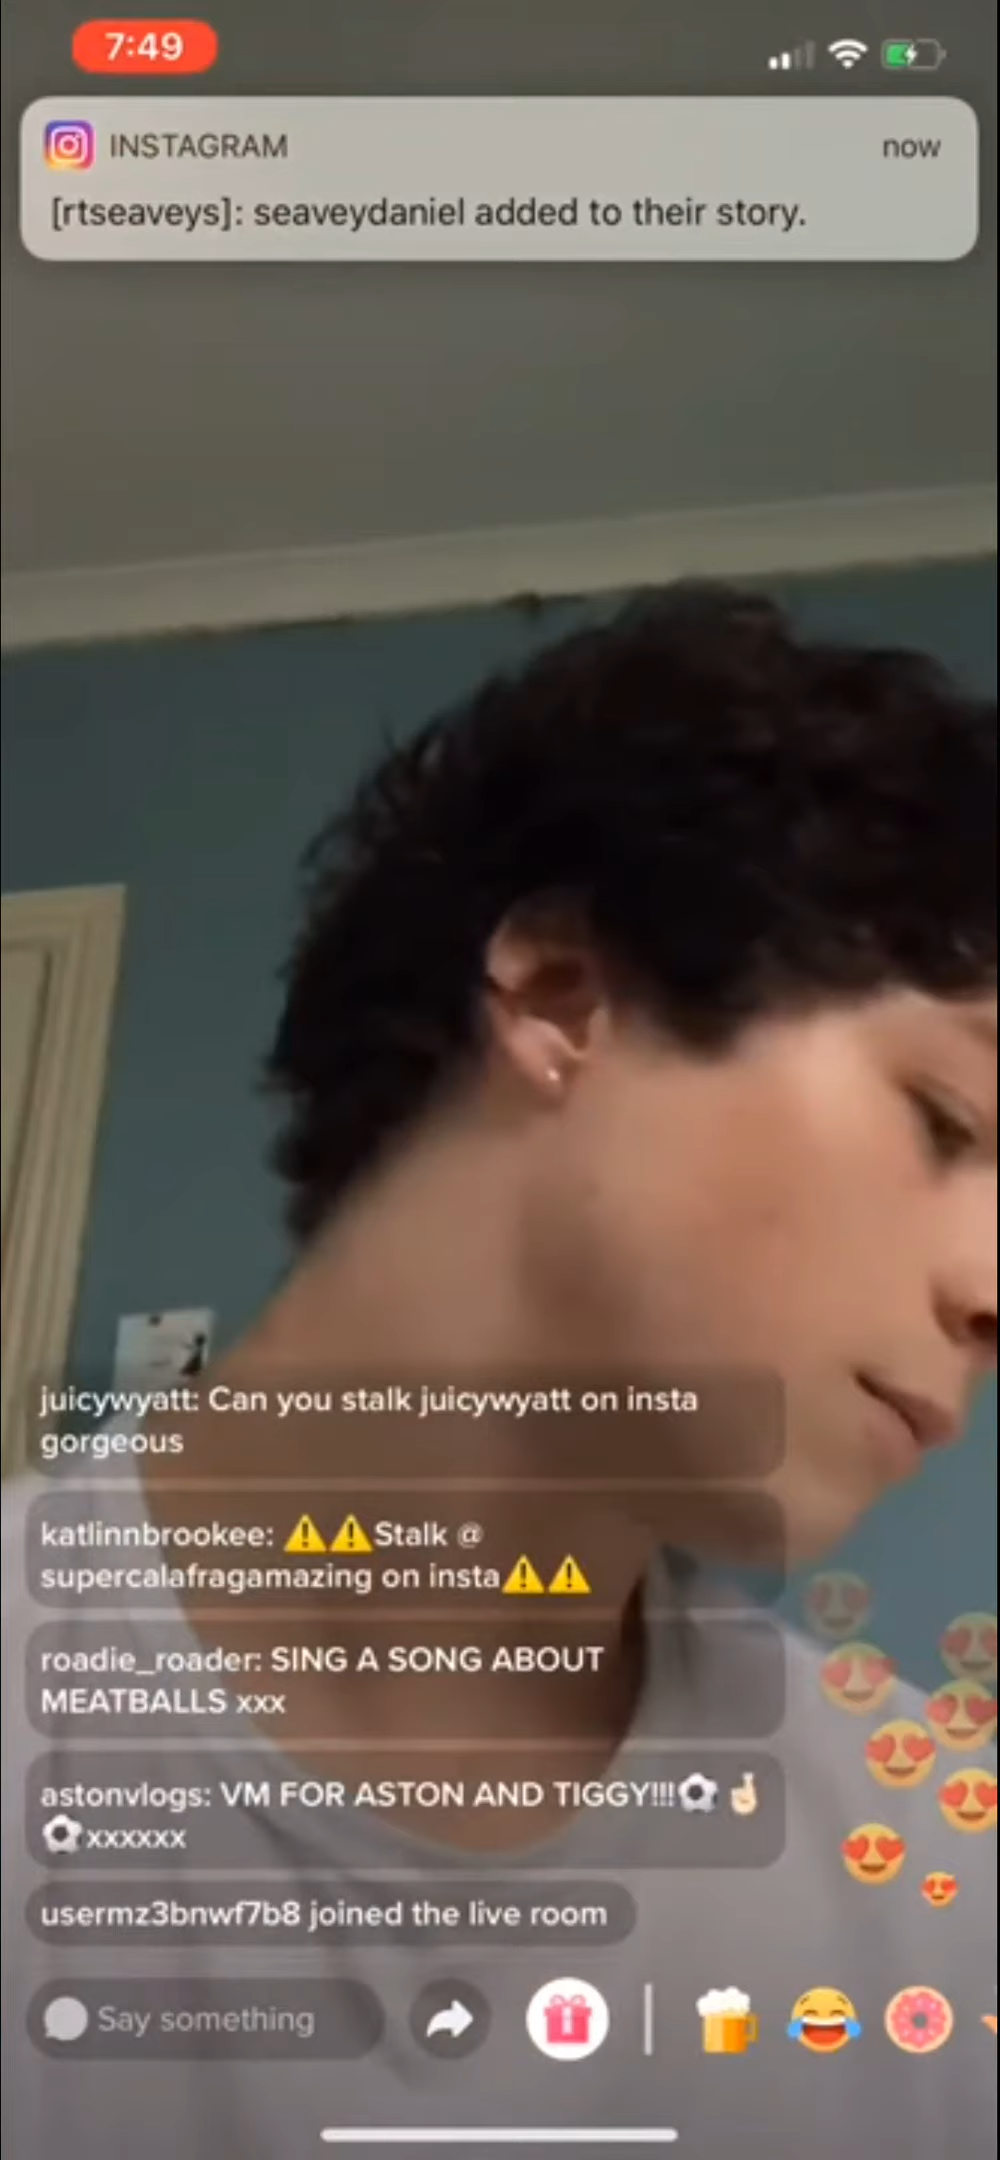 7:49
INSTAGRAM
now
[rtseaveys]: seaveydaniel added to their story.
juicywyatt: Can you stalk juicywyatt on insta
gorgeous
katlinnbrookee: ⚠️⚠️Stalk @
supercalafragamazing on insta⚠️⚠️
roadie_roader: SING A SONG ABOUT
MEATBALLS xxx
astonvlogs: VM FOR ASTON AND TIGGY!!!⚽🤞🏻
⚽xxxxxx
usermz3bnwf7b8 joined the live room
Say something